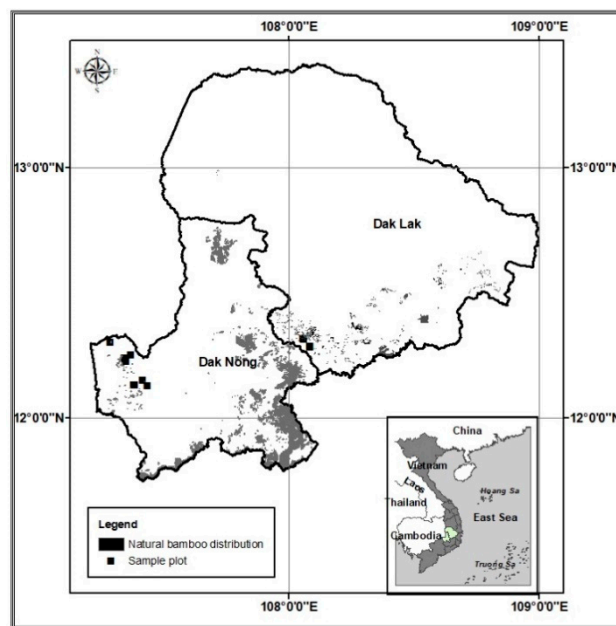 108°0'0"E 109°0'0"E
N
W E
S
13°0'0"N 13°0'0"N
Dak Lak
Dak Nong
12°0'0"N 12°0'0"N
China
Vietnam
Laos
Hoang Sa
Thailand
East Sea
Cambodia
Truong Sa
Legend
Natural bamboo distribution
Sample plot
108°0'0"E 109°0'0"E